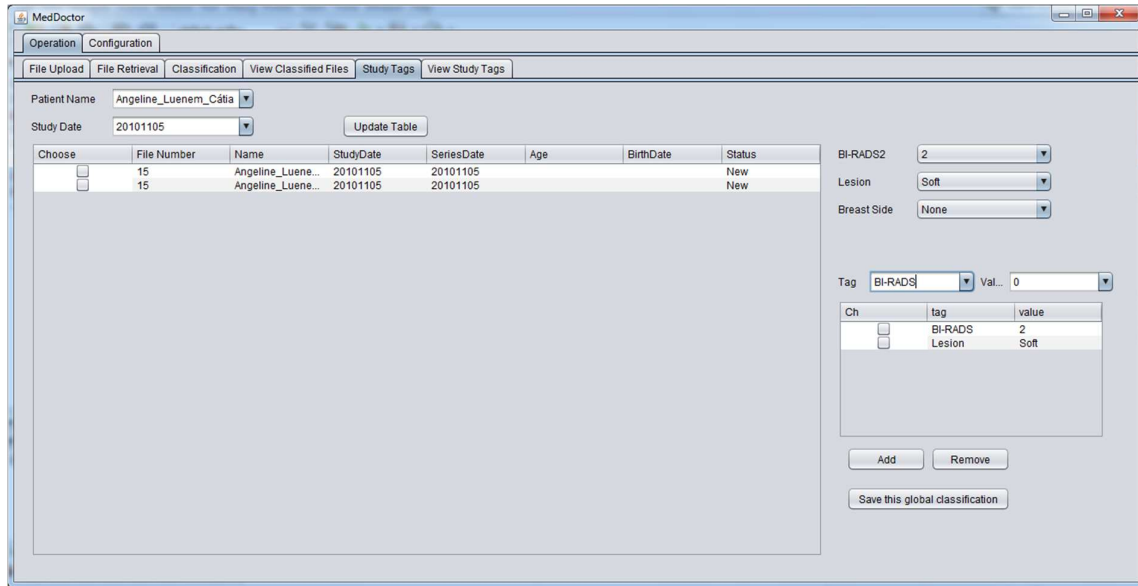 MedDoctor
Operation Configuration
File Upload File Retrieval Classification View Classified Files Study Tags View Study Tags
Patient Name Angeline_Luenem_Cátia
Study Date 20101105 Update Table
Choose File Number Name StudyDate SeriesDate Age BirthDate Status
15 Angeline_Luene... 20101105 20101105 New
15 Angeline_Luene... 20101105 20101105 New
BI-RADS2 2
Lesion Soft
Breast Side None
Tag BI-RADS Val... 0
Ch tag value
BI-RADS 2
Lesion Soft
Add Remove
Save this global classification